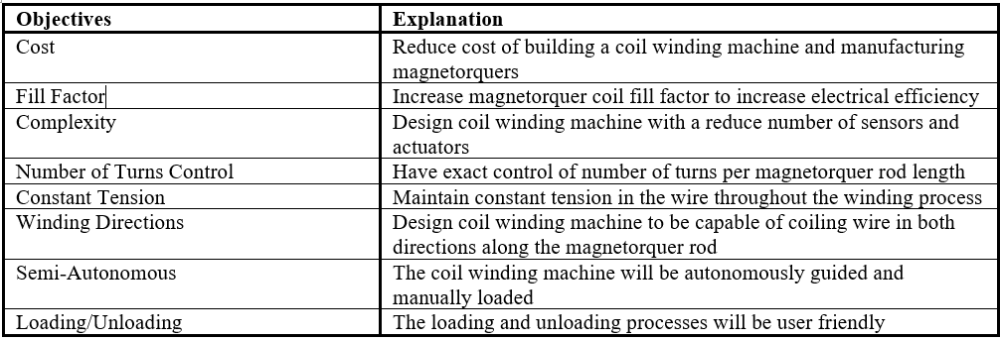 Objectives Explanation
Cost Reduce cost of building a coil winding machine and manufacturing
magnetorquers
Fill Factor Increase magnetorquer coil fill factor to increase electrical efficiency
Complexity Design coil winding machine with a reduce number of sensors and
actuators
Number of Turns Control Have exact control of number of turns per magnetorquer rod length
Constant Tension Maintain constant tension in the wire throughout the winding process
Winding Directions Design coil winding machine to be capable of coiling wire in both
directions along the magnetorquer rod
Semi-Autonomous The coil winding machine will be autonomously guided and
manually loaded
Loading/Unloading The loading and unloading processes will be user friendly